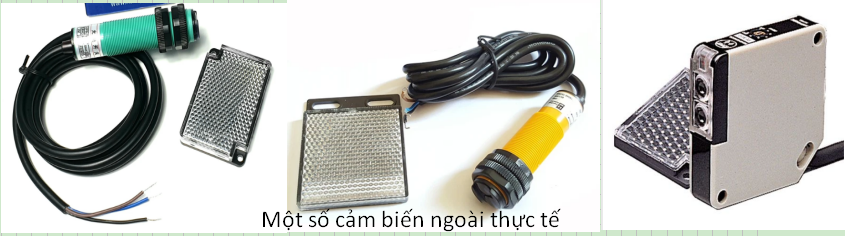 Một số cảm biến ngoài thực tế